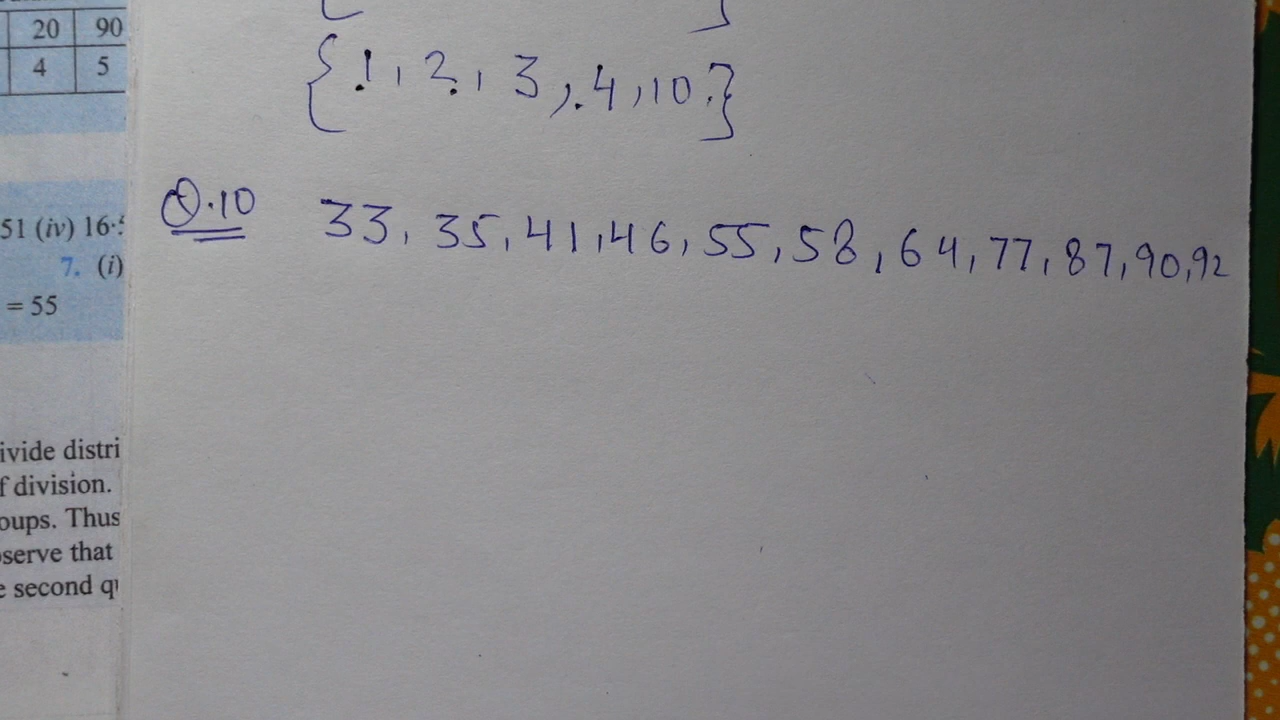 20 90
4 5
{1, 2, 3, 4, 10.}
Q.10 33, 35, 41, 46, 55, 58, 64, 77, 87, 90, 92
51 (iv) 16·5
7. (i)
= 55
ivide distri
f division.
oups. Thus
serve that
e second